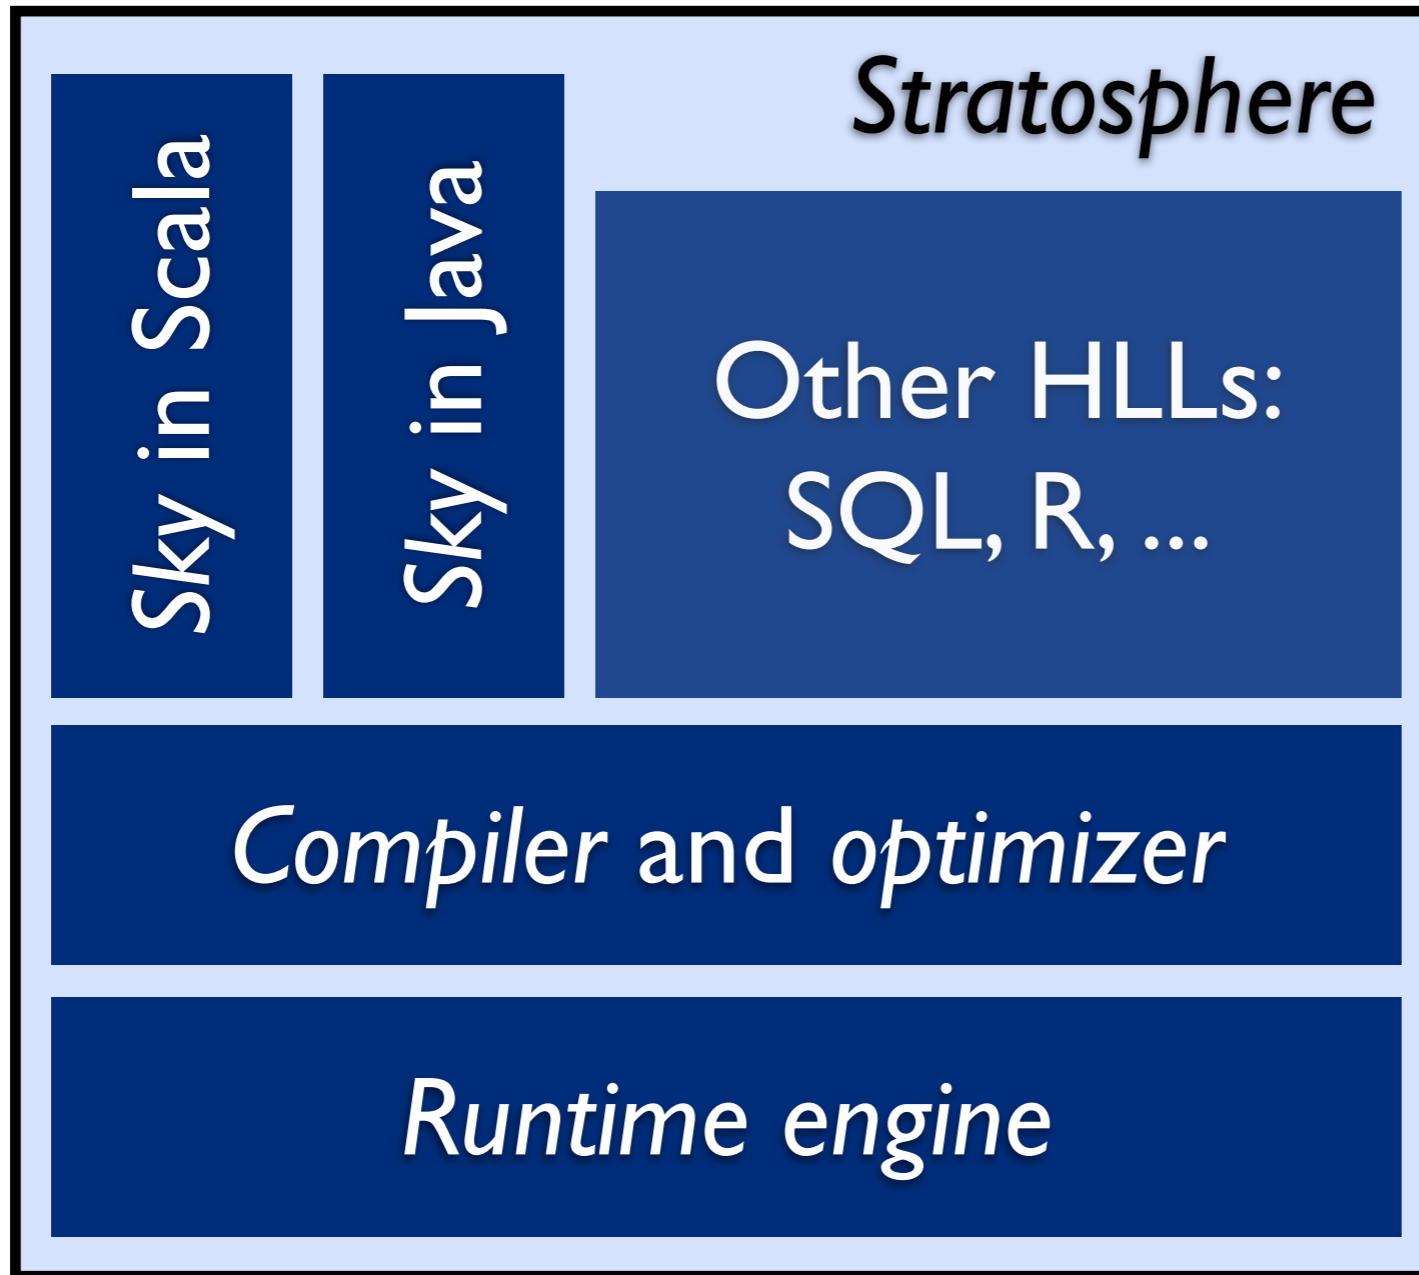 Stratosphere
Sky in Scala
Sky in Java
Other HLLs:
SQL, R, ...
Compiler and optimizer
Runtime engine